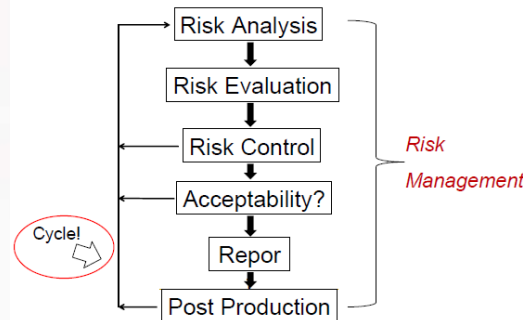 Risk Analysis
Risk Evaluation
Risk Control
Risk
Management
Acceptability?
Cycle!
Repor
Post Production